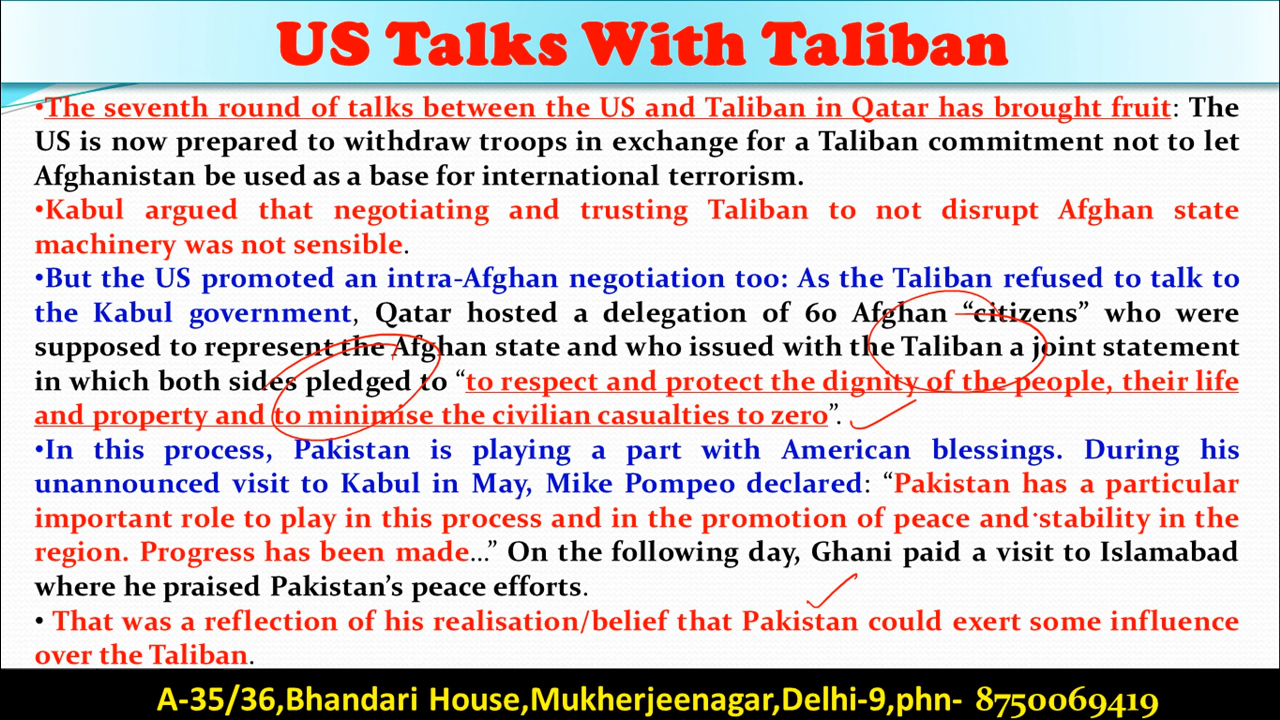 US Talks With Taliban
•The seventh round of talks between the US and Taliban in Qatar has brought fruit: The
US is now prepared to withdraw troops in exchange for a Taliban commitment not to let
Afghanistan be used as a base for international terrorism.
•Kabul argued that negotiating and trusting Taliban to not disrupt Afghan state
machinery was not sensible.
•But the US promoted an intra-Afghan negotiation too: As the Taliban refused to talk to
the Kabul government, Qatar hosted a delegation of 60 Afghan “citizens” who were
supposed to represent the Afghan state and who issued with the Taliban a joint statement
in which both sides pledged to “to respect and protect the dignity of the people, their life
and property and to minimise the civilian casualties to zero”.
•In this process, Pakistan is playing a part with American blessings. During his
unannounced visit to Kabul in May, Mike Pompeo declared: “Pakistan has a particular
important role to play in this process and in the promotion of peace and stability in the
region. Progress has been made…” On the following day, Ghani paid a visit to Islamabad
where he praised Pakistan’s peace efforts.
• That was a reflection of his realisation/belief that Pakistan could exert some influence
over the Taliban.
A-35/36,Bhandari House,Mukherjeenagar,Delhi-9,phn- 8750069419